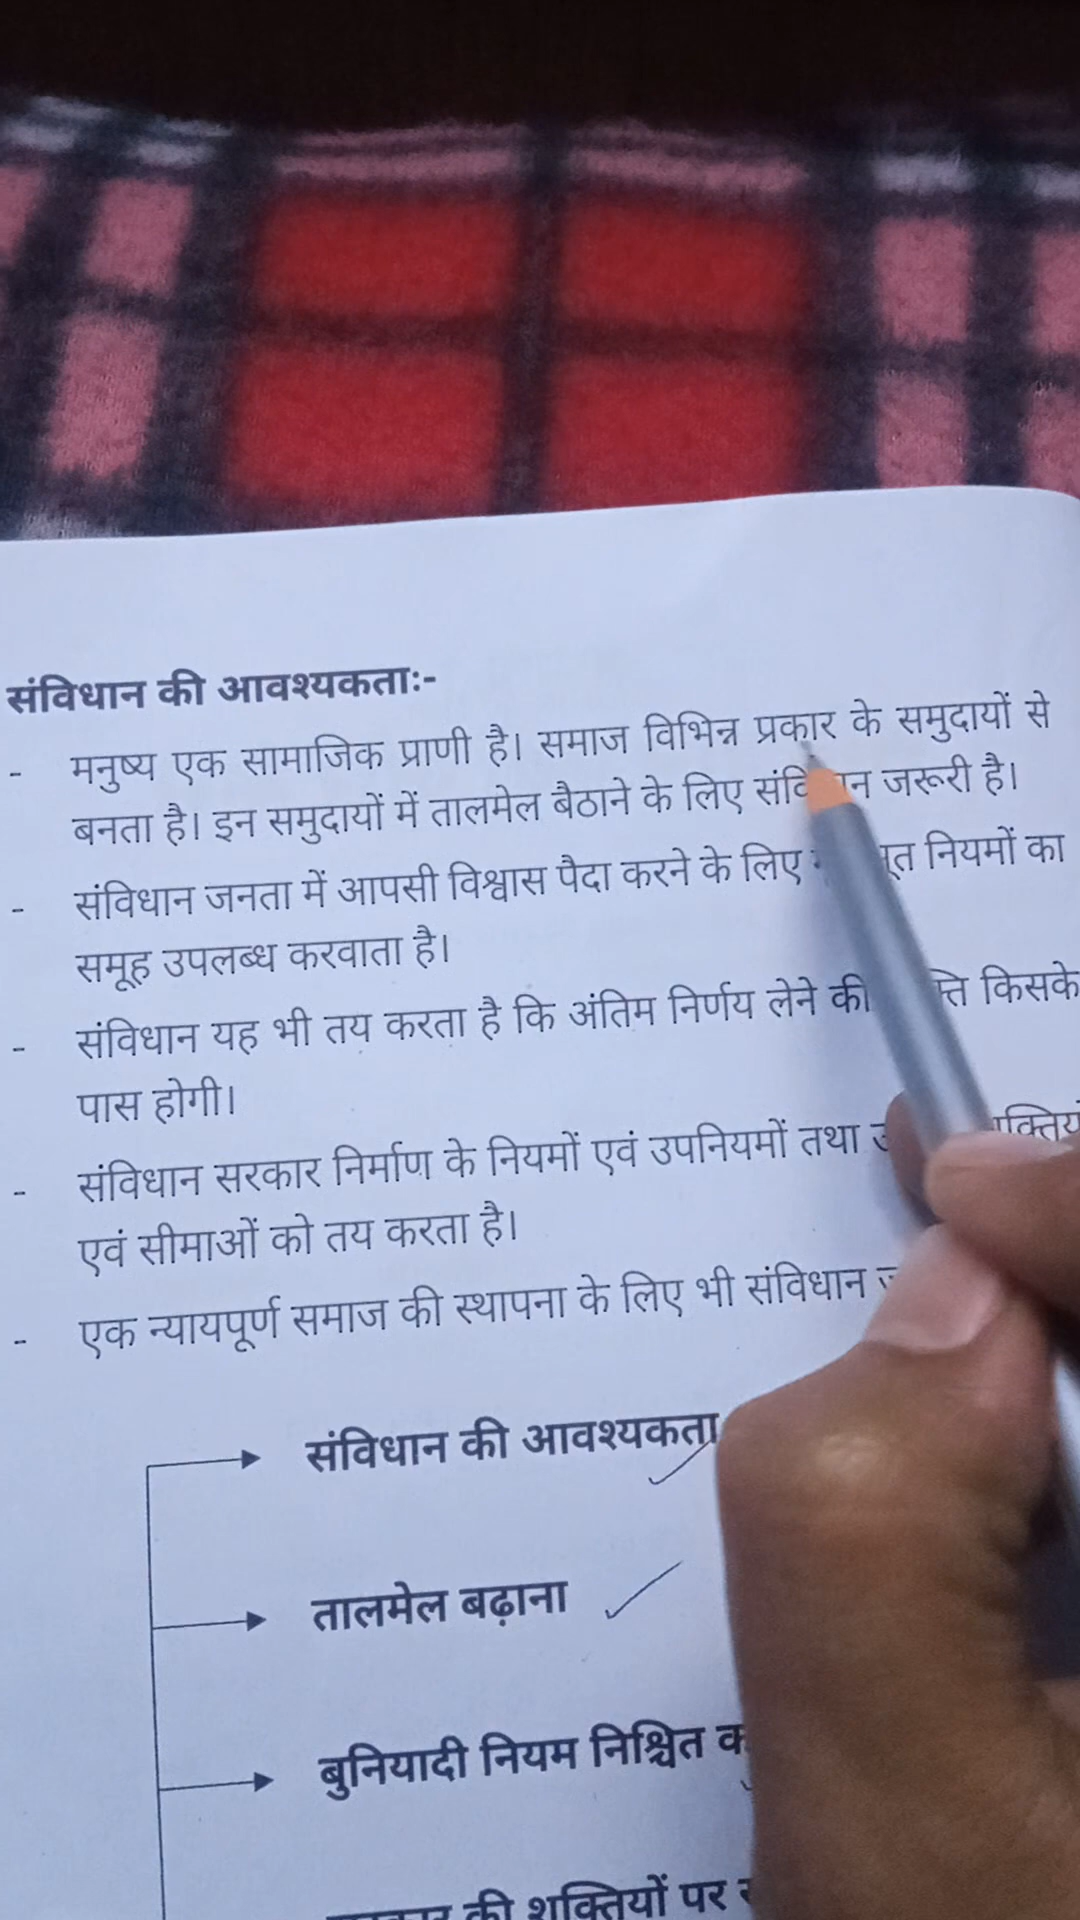 संविधान की आवश्यकताः-
- मनुष्य एक सामाजिक प्राणी है। समाज विभिन्न प्रकार के समुदायों से
बनता है। इन समुदायों में तालमेल बैठाने के लिए जरूरी है।
- संविधान जनता में आपसी विश्वास पैदा करने के लिए नियमों का
समूह उपलब्ध करवाता है।
- संविधान यह भी तय करता है कि अंतिम निर्णय लेने की किसके
पास होगी।
- संविधान सरकार निर्माण के नियमों एवं उपनियमों तथा
एवं सीमाओं को तय करता है।
- एक न्यायपूर्ण समाज की स्थापना के लिए भी संविधान
संविधान की आवश्यकता
तालमेल बढ़ाना
बुनियादी नियम निश्चित
की शक्तियों पर